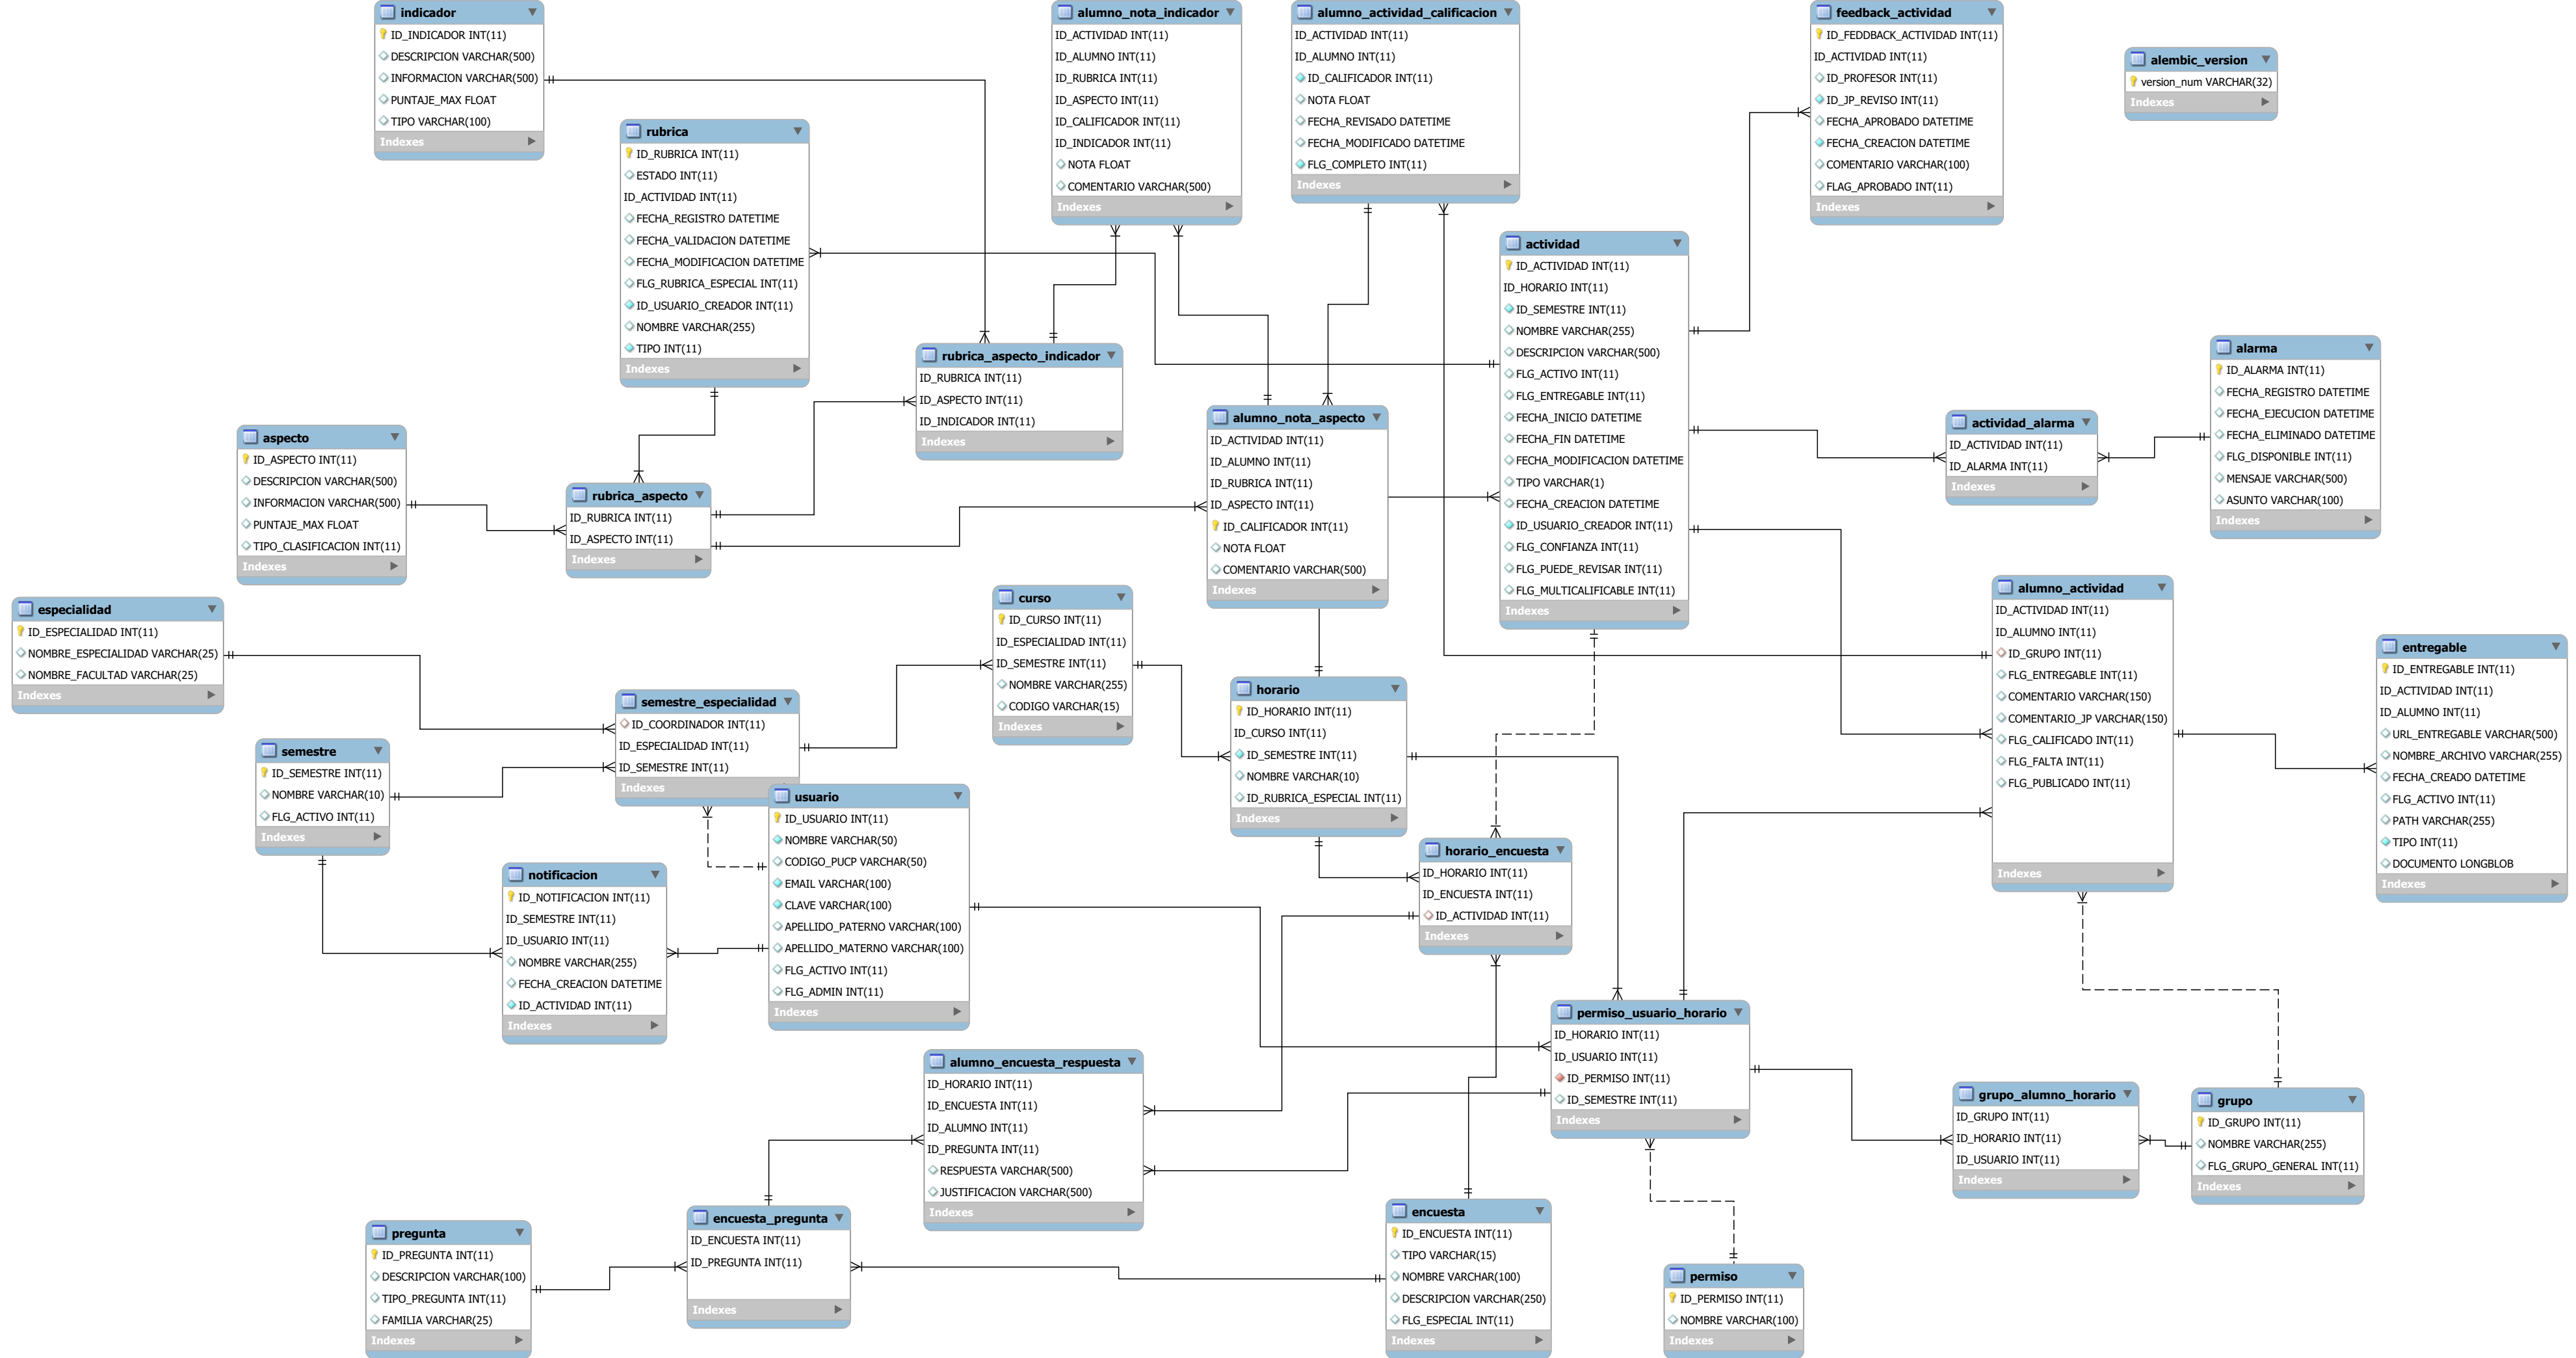 indicador
ID_INDICADOR INT(11)
DESCRIPCION VARCHAR(500)
INFORMACION VARCHAR(500)
PUNTAJE_MAX FLOAT
TIPO VARCHAR(100)
Indexes
alumno_nota_indicador
ID_ACTIVIDAD INT(11)
ID_ALUMNO INT(11)
ID_RUBRICA INT(11)
ID_ASPECTO INT(11)
ID_CALIFICADOR INT(11)
ID_INDICADOR INT(11)
NOTA FLOAT
COMENTARIO VARCHAR(500)
Indexes
alumno_actividad_calificacion
ID_ACTIVIDAD INT(11)
ID_ALUMNO INT(11)
ID_CALIFICADOR INT(11)
NOTA FLOAT
FECHA_REVISADO DATETIME
FECHA_MODIFICADO DATETIME
FLG_COMPLETO INT(11)
Indexes
feedback_actividad
ID_FEDDBACK_ACTIVIDAD INT(11)
ID_ACTIVIDAD INT(11)
ID_PROFESOR INT(11)
ID_JP_REVISO INT(11)
FECHA_APROBADO DATETIME
FECHA_CREACION DATETIME
COMENTARIO VARCHAR(100)
FLAG_APROBADO INT(11)
Indexes
alembic_version
version_num VARCHAR(32)
Indexes
rubrica
ID_RUBRICA INT(11)
ESTADO INT(11)
ID_ACTIVIDAD INT(11)
FECHA_REGISTRO DATETIME
FECHA_VALIDACION DATETIME
FECHA_MODIFICACION DATETIME
FLG_RUBRICA_ESPECIAL INT(11)
ID_USUARIO_CREADOR INT(11)
NOMBRE VARCHAR(255)
TIPO INT(11)
Indexes
actividad
ID_ACTIVIDAD INT(11)
ID_HORARIO INT(11)
ID_SEMESTRE INT(11)
NOMBRE VARCHAR(255)
DESCRIPCION VARCHAR(500)
FLG_ACTIVO INT(11)
FLG_ENTREGABLE INT(11)
FECHA_INICIO DATETIME
FECHA_FIN DATETIME
FECHA_MODIFICACION DATETIME
TIPO VARCHAR(1)
FECHA_CREACION DATETIME
ID_USUARIO_CREADOR INT(11)
FLG_CONFIANZA INT(11)
FLG_PUEDE_REVISAR INT(11)
FLG_MULTICALIFICABLE INT(11)
Indexes
rubrica_aspecto_indicador
ID_RUBRICA INT(11)
ID_ASPECTO INT(11)
ID_INDICADOR INT(11)
Indexes
alarma
ID_ALARMA INT(11)
FECHA_REGISTRO DATETIME
FECHA_EJECUCION DATETIME
FECHA_ELIMINADO DATETIME
FLG_DISPONIBLE INT(11)
MENSAJE VARCHAR(500)
ASUNTO VARCHAR(100)
Indexes
alumno_nota_aspecto
ID_ACTIVIDAD INT(11)
ID_ALUMNO INT(11)
ID_RUBRICA INT(11)
ID_ASPECTO INT(11)
ID_CALIFICADOR INT(11)
NOTA FLOAT
COMENTARIO VARCHAR(500)
Indexes
actividad_alarma
ID_ACTIVIDAD INT(11)
ID_ALARMA INT(11)
Indexes
aspecto
ID_ASPECTO INT(11)
DESCRIPCION VARCHAR(500)
INFORMACION VARCHAR(500)
PUNTAJE_MAX FLOAT
TIPO_CLASIFICACION INT(11)
Indexes
rubrica_aspecto
ID_RUBRICA INT(11)
ID_ASPECTO INT(11)
Indexes
especialidad
ID_ESPECIALIDAD INT(11)
NOMBRE_ESPECIALIDAD VARCHAR(25)
NOMBRE_FACULTAD VARCHAR(25)
Indexes
curso
ID_CURSO INT(11)
ID_ESPECIALIDAD INT(11)
ID_SEMESTRE INT(11)
NOMBRE VARCHAR(255)
CODIGO VARCHAR(15)
Indexes
alumno_actividad
ID_ACTIVIDAD INT(11)
ID_ALUMNO INT(11)
ID_GRUPO INT(11)
FLG_ENTREGABLE INT(11)
COMENTARIO VARCHAR(150)
COMENTARIO_JP VARCHAR(150)
FLG_CALIFICADO INT(11)
FLG_FALTA INT(11)
FLG_PUBLICADO INT(11)
Indexes
entregable
ID_ENTREGABLE INT(11)
ID_ACTIVIDAD INT(11)
ID_ALUMNO INT(11)
URL_ENTREGABLE VARCHAR(500)
NOMBRE_ARCHIVO VARCHAR(255)
FECHA_CREADO DATETIME
FLG_ACTIVO INT(11)
PATH VARCHAR(255)
TIPO INT(11)
DOCUMENTO LONGBLOB
Indexes
semestre_especialidad
ID_COORDINADOR INT(11)
ID_ESPECIALIDAD INT(11)
ID_SEMESTRE INT(11)
Indexes
horario
ID_HORARIO INT(11)
ID_CURSO INT(11)
ID_SEMESTRE INT(11)
NOMBRE VARCHAR(10)
ID_RUBRICA_ESPECIAL INT(11)
Indexes
semestre
ID_SEMESTRE INT(11)
NOMBRE VARCHAR(10)
FLG_ACTIVO INT(11)
Indexes
usuario
ID_USUARIO INT(11)
NOMBRE VARCHAR(50)
CODIGO_PUCP VARCHAR(50)
EMAIL VARCHAR(100)
CLAVE VARCHAR(100)
APELLIDO_PATERNO VARCHAR(100)
APELLIDO_MATERNO VARCHAR(100)
FLG_ACTIVO INT(11)
FLG_ADMIN INT(11)
Indexes
notificacion
ID_NOTIFICACION INT(11)
ID_SEMESTRE INT(11)
ID_USUARIO INT(11)
NOMBRE VARCHAR(255)
FECHA_CREACION DATETIME
ID_ACTIVIDAD INT(11)
Indexes
horario_encuesta
ID_HORARIO INT(11)
ID_ENCUESTA INT(11)
ID_ACTIVIDAD INT(11)
Indexes
permiso_usuario_horario
ID_HORARIO INT(11)
ID_USUARIO INT(11)
ID_PERMISO INT(11)
ID_SEMESTRE INT(11)
Indexes
alumno_encuesta_respuesta
ID_HORARIO INT(11)
ID_ENCUESTA INT(11)
ID_ALUMNO INT(11)
ID_PREGUNTA INT(11)
RESPUESTA VARCHAR(500)
JUSTIFICACION VARCHAR(500)
Indexes
grupo_alumno_horario
ID_GRUPO INT(11)
ID_HORARIO INT(11)
ID_USUARIO INT(11)
Indexes
grupo
ID_GRUPO INT(11)
NOMBRE VARCHAR(255)
FLG_GRUPO_GENERAL INT(11)
Indexes
encuesta_pregunta
ID_ENCUESTA INT(11)
ID_PREGUNTA INT(11)
Indexes
encuesta
ID_ENCUESTA INT(11)
TIPO VARCHAR(15)
NOMBRE VARCHAR(100)
DESCRIPCION VARCHAR(250)
FLG_ESPECIAL INT(11)
Indexes
pregunta
ID_PREGUNTA INT(11)
DESCRIPCION VARCHAR(100)
TIPO_PREGUNTA INT(11)
FAMILIA VARCHAR(25)
Indexes
permiso
ID_PERMISO INT(11)
NOMBRE VARCHAR(100)
Indexes